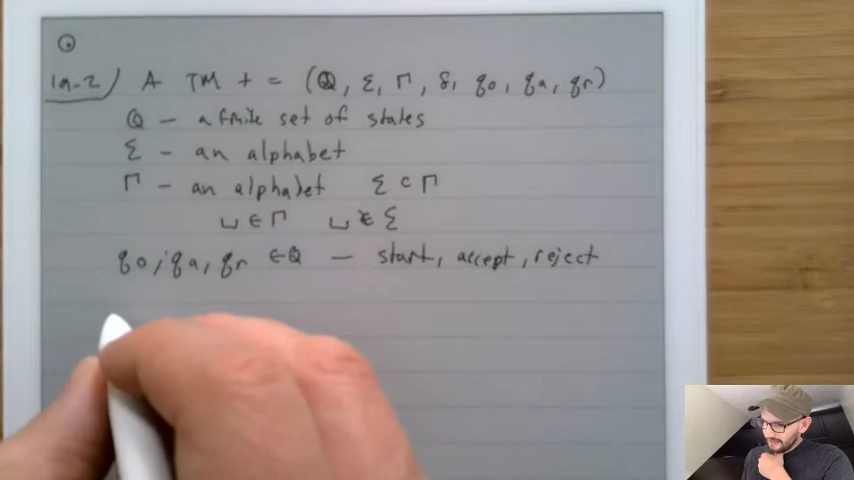 19-2) A TM t = (Q, Σ, Γ, δ, q0, qa, qr)
Q - a finite set of states
Σ - an alphabet
Γ - an alphabet Σ ⊂ Γ
⊔ ∈ Γ ⊔ ∉ Σ
q0, qa, qr ∈ Q - start, accept, reject